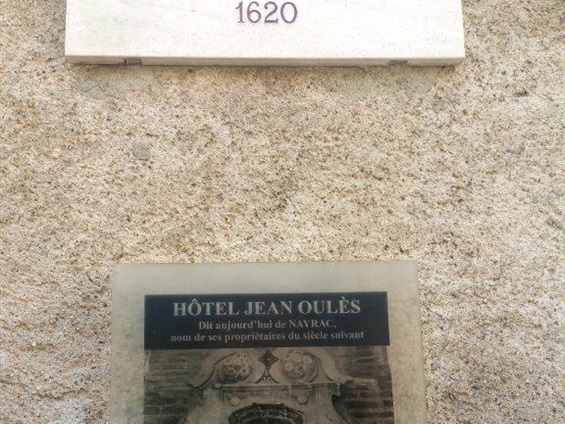 1620
HÔTEL JEAN OULÈS
Dit aujourd'hui de NAYRAC,
nom de ses propriétaires du siècle suivant